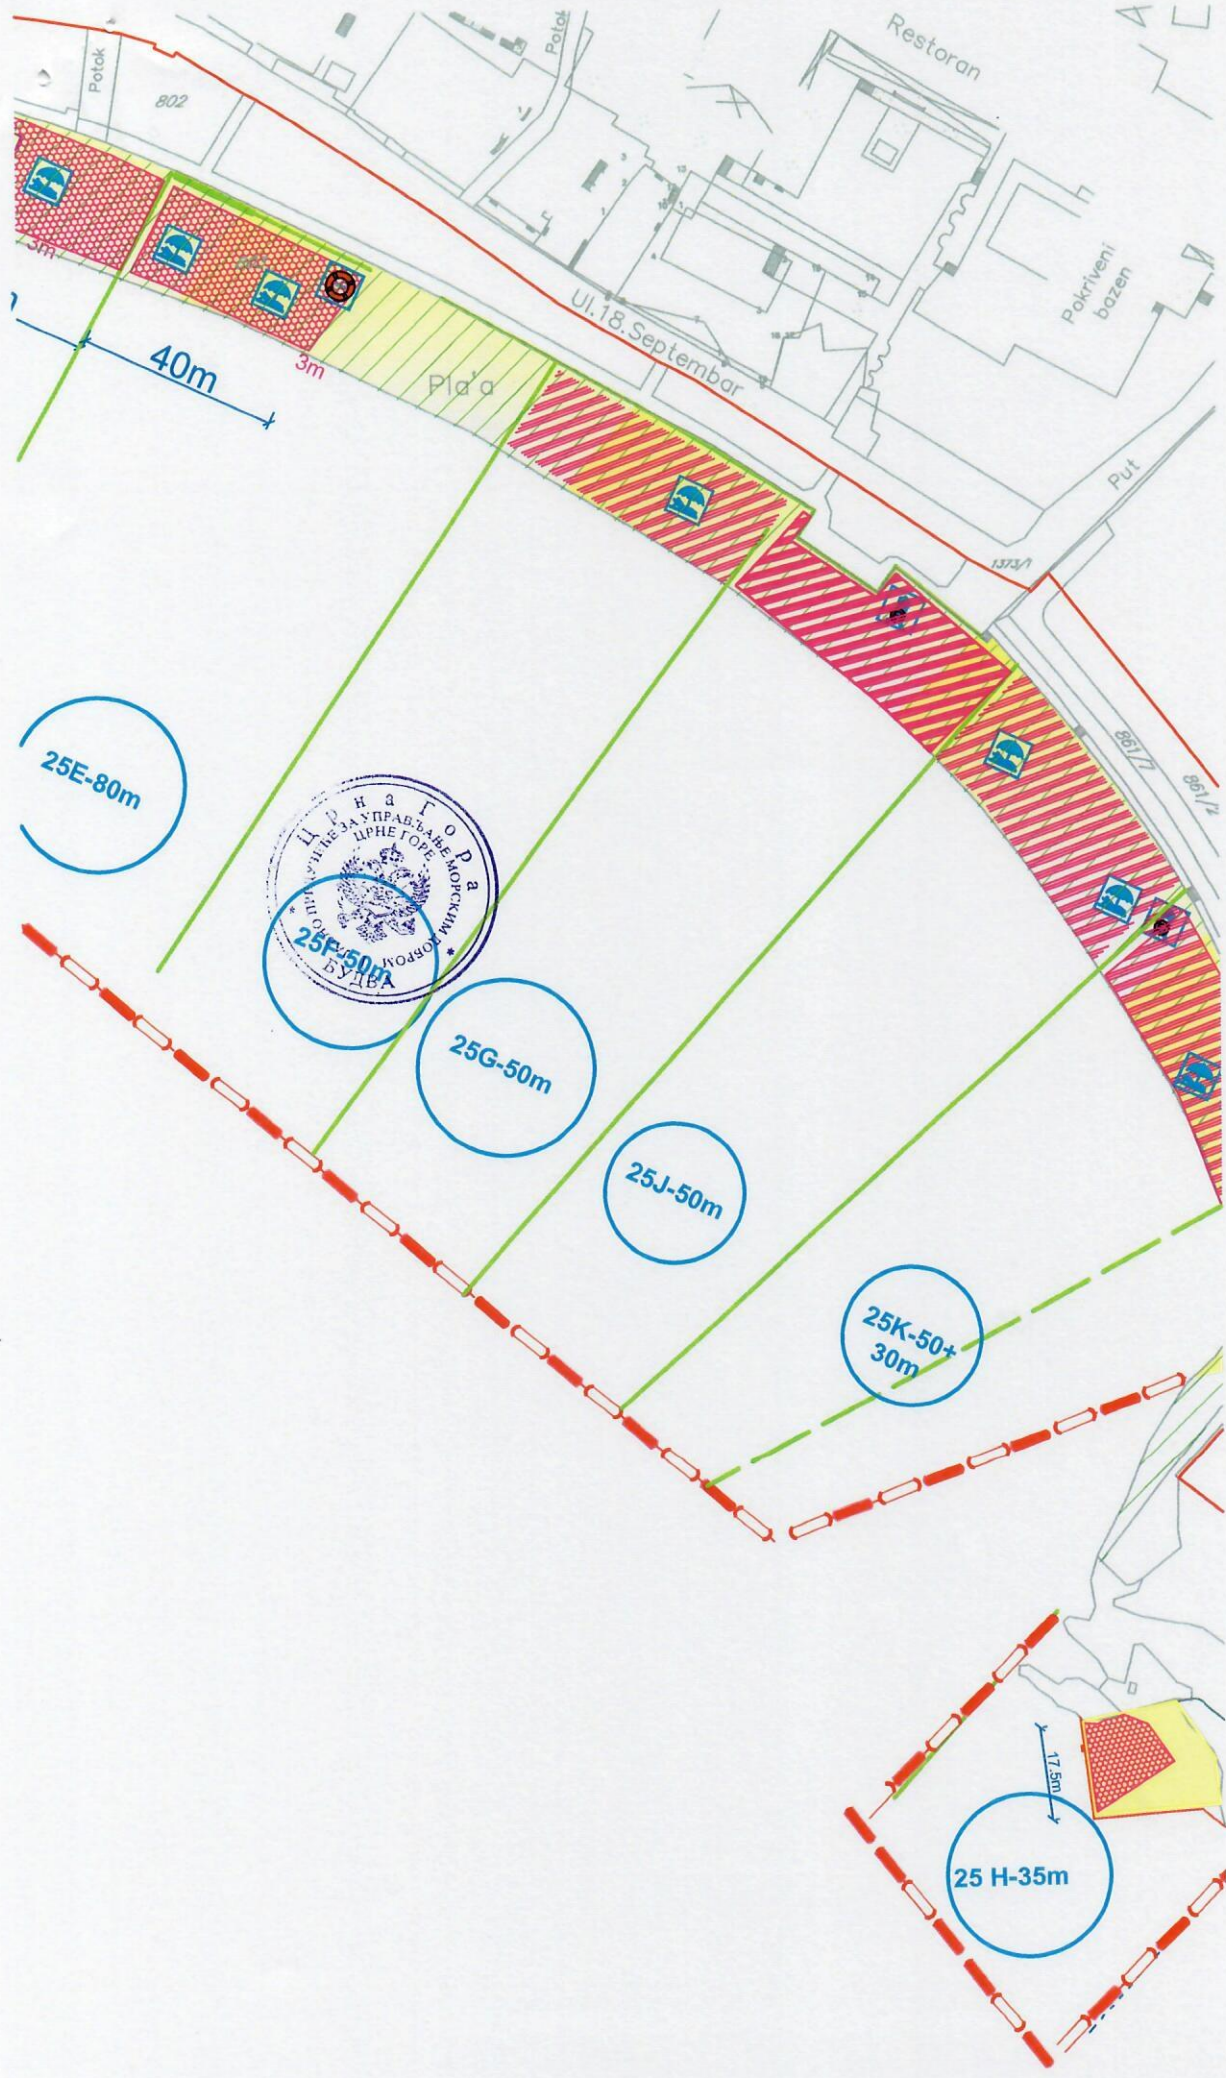 Restoran
Potok
Potok
802
Pokriveni
bazen
3m
Ul.18.Septembar
40m
3m
Pla'a
Put
1373/1
861/7
861/2
25E-80m
Црна Гора
ЗА УПРАВЉАЊЕ МОРСКИМ ДОБРОМ
ЦРНЕ ГОРЕ
БУДВА
25F-50m
25G-50m
25J-50m
25K-50+
30m
17.5m
25 H-35m